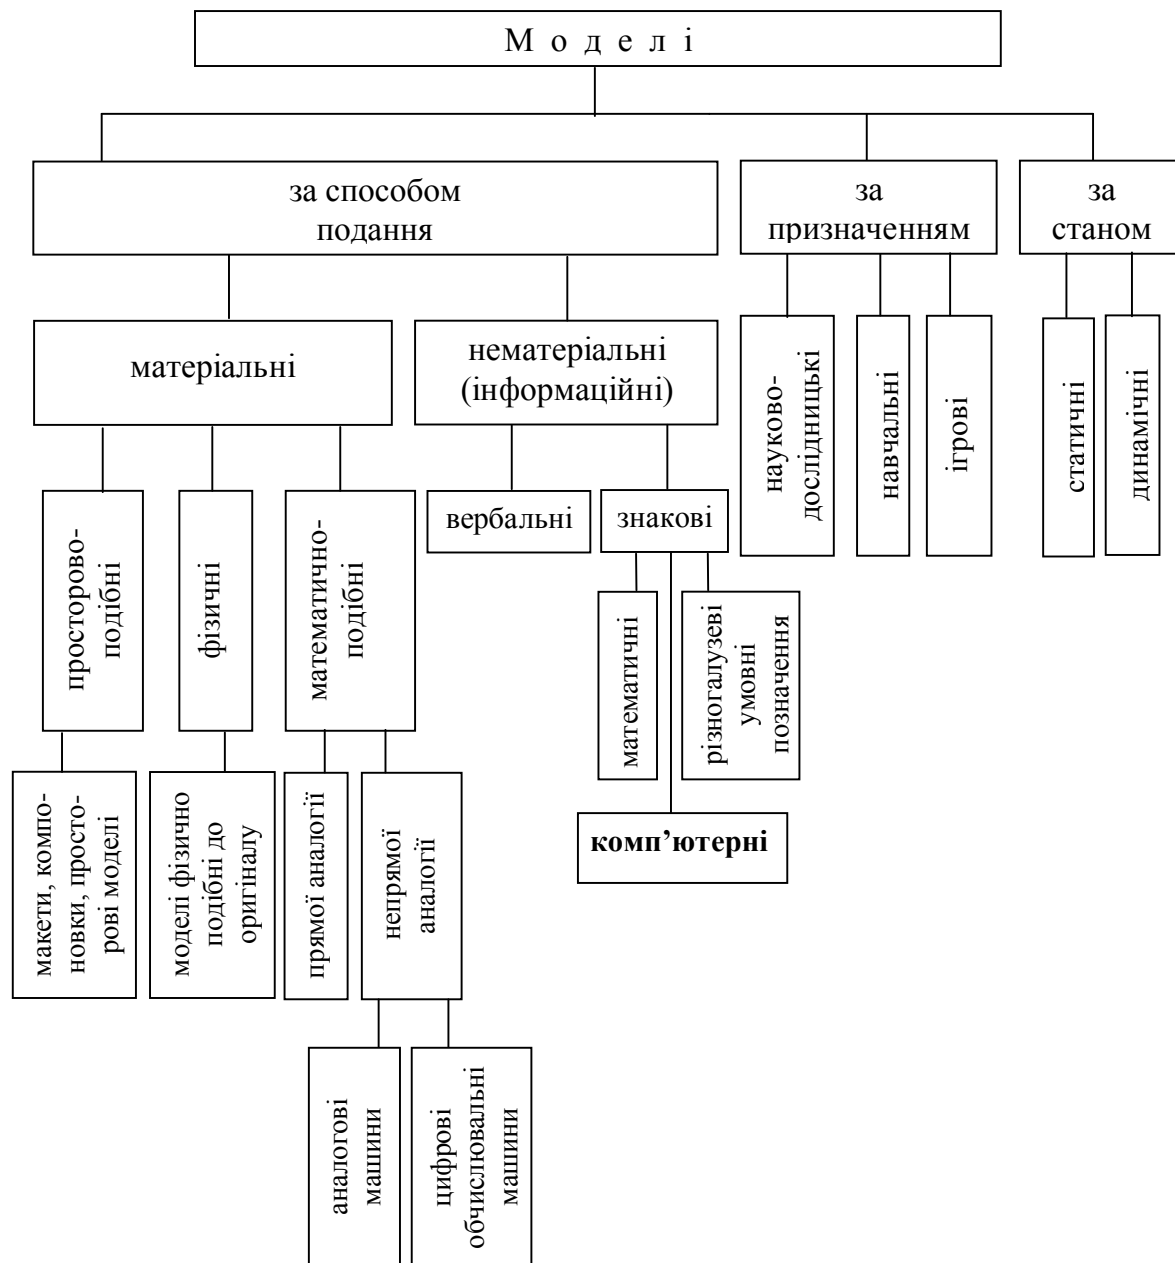 Моделі
за способом
подання
за
призначенням
за
станом
матеріальні
нематеріальні
(інформаційні)
науково-
дослідницькі
навчальні
ігрові
статичні
динамічні
просторово-
подібні
фізичні
математично-
подібні
вербальні
знакові
математичні
різногалузеві
умовні
позначення
комп’ютерні
макети, компо-
новки, просто-
рові моделі
моделі фізично
подібні до
оригіналу
прямої аналогії
непрямої
аналогії
аналогові
машини
цифрові
обчислювальні
машини